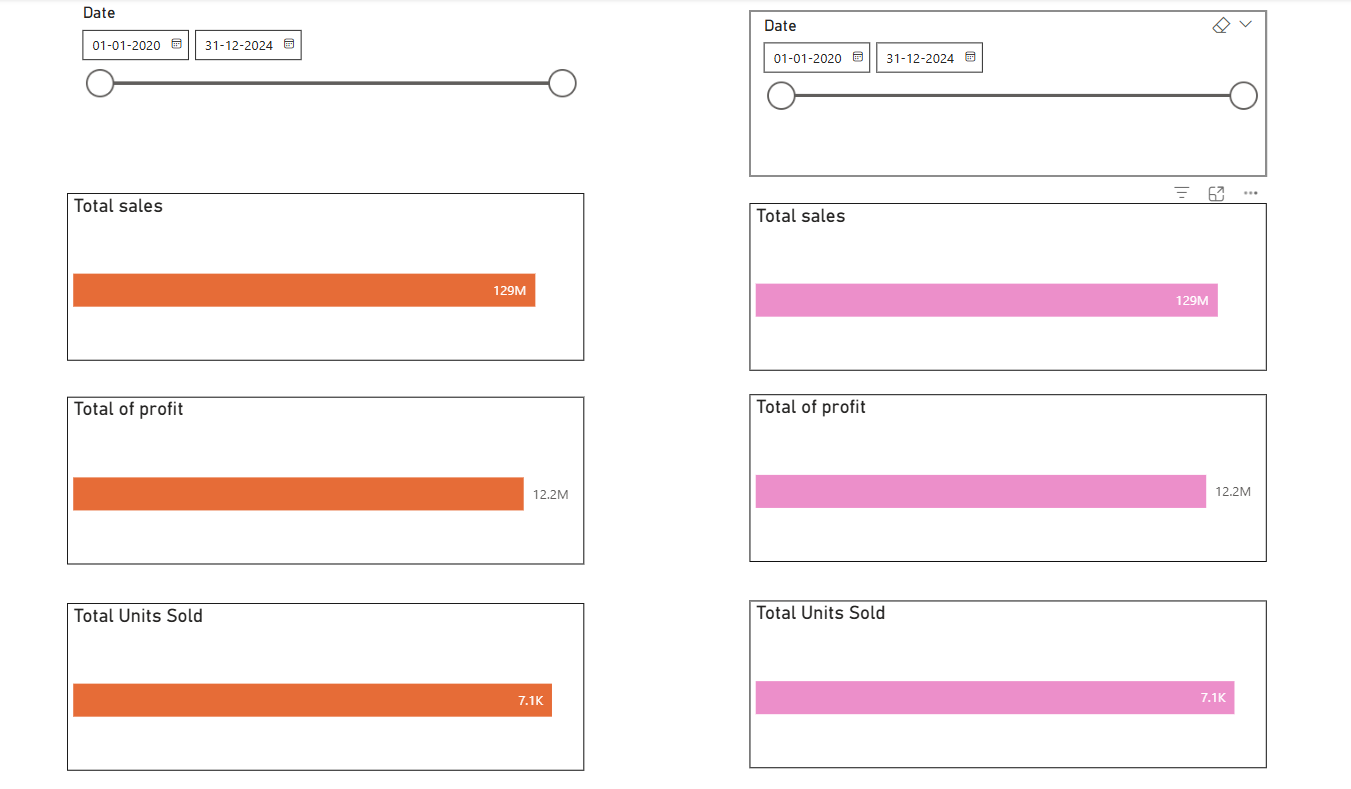 Date
01-01-2020 31-12-2024
Total sales
129M
Total of profit
12.2M
Total Units Sold
7.1K
Date
01-01-2020 31-12-2024
Total sales
129M
Total of profit
12.2M
Total Units Sold
7.1K